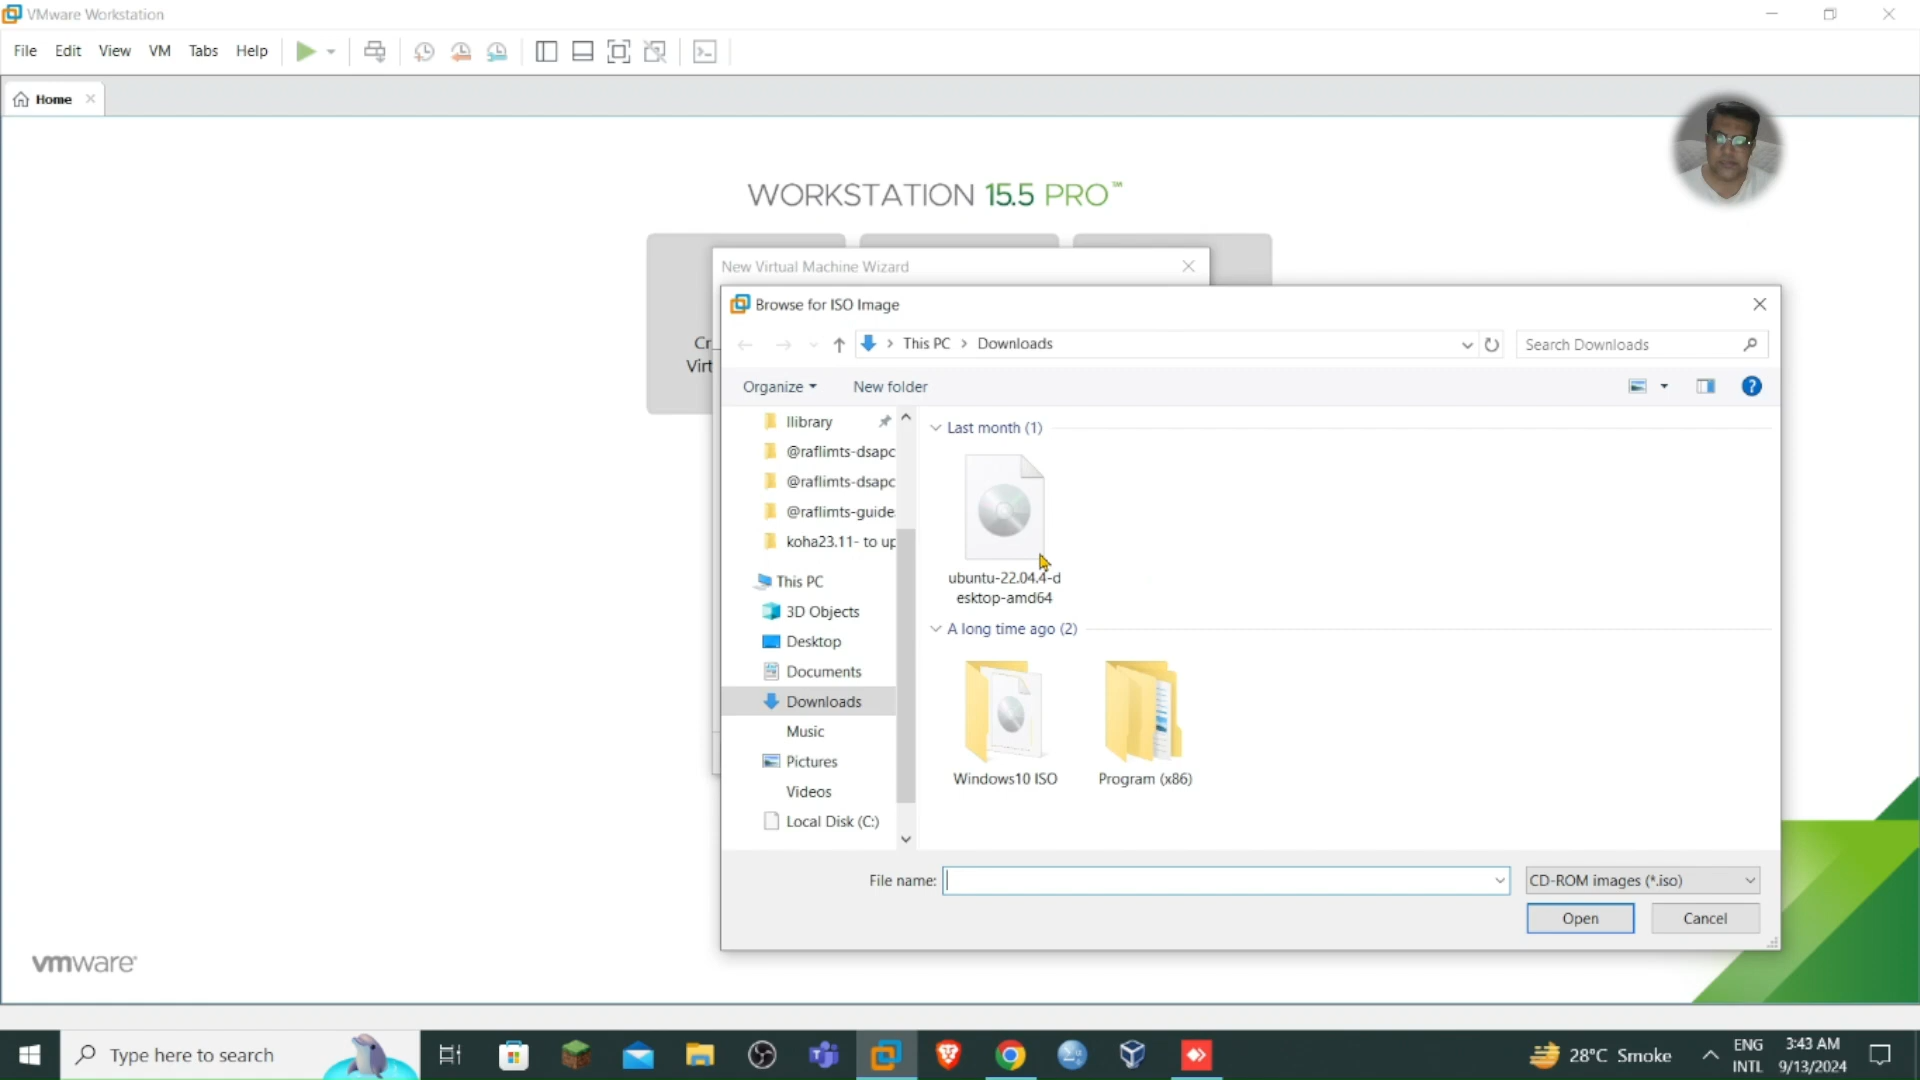 VMware Workstation
File Edit View VM Tabs Help
Home
WORKSTATION 15.5 PRO™
New Virtual Machine Wizard
Cr
Virt
Browse for ISO Image
This PC > Downloads
Search Downloads
Organize New folder
llibrary
@raflimts-dsapc
@raflimts-dsapc
@raflimts-guide
koha23.11- to up
This PC
3D Objects
Desktop
Documents
Downloads
Music
Pictures
Videos
Local Disk (C:)
Last month (1)
ubuntu-22.04.4-d
esktop-amd64
A long time ago (2)
Windows10 ISO
Program (x86)
File name:
CD-ROM images (*.iso)
Open Cancel
vmware
Type here to search
28°C Smoke
ENG
INTL
3:43 AM
9/13/2024